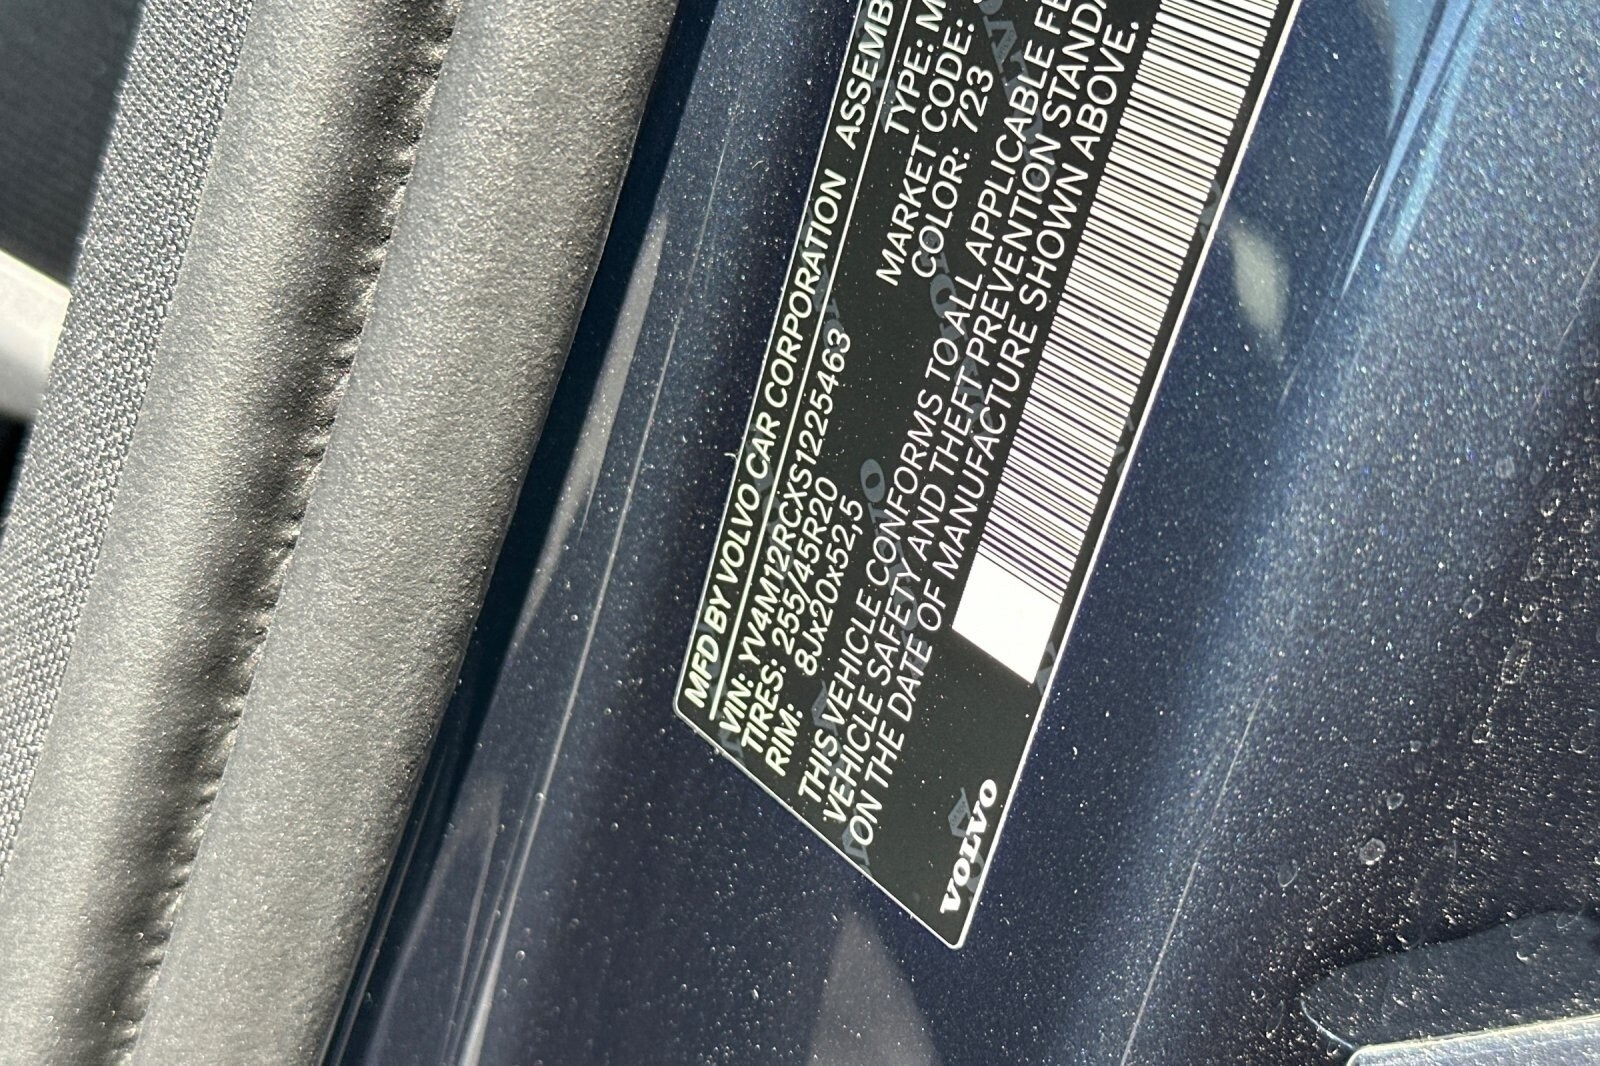 MFD BY VOLVO CAR CORPORATION ASSEMB
VIN: YV4M12RCXS1225463 TYPE: M
TIRES: 255/45R20 MARKET CODE:
RIM: 8Jx20x52,5 COLOR: 723
THIS VEHICLE CONFORMS TO ALL APPLICABLE FE
VEHICLE SAFETY AND THEFT PREVENTION STANDA
ON THE DATE OF MANUFACTURE SHOWN ABOVE.
VOLVO